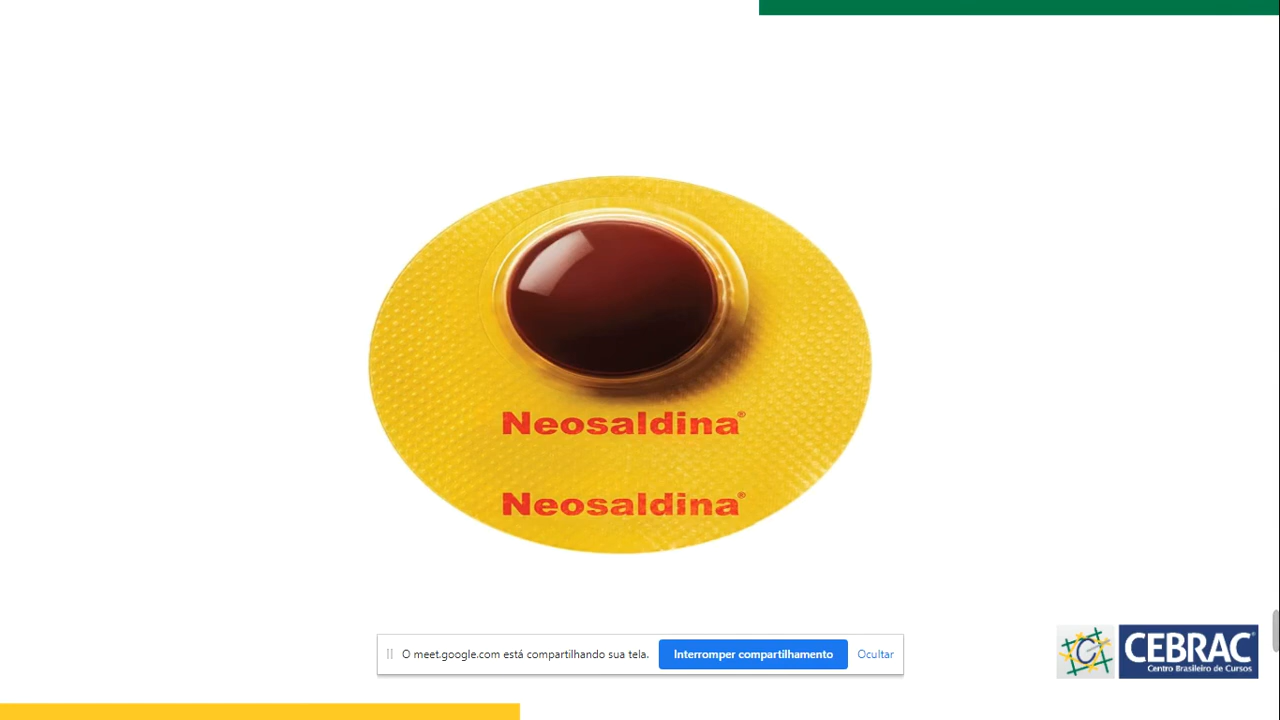 Neosaldina®
Neosaldina®
O meet.google.com está compartilhando sua tela.
Interromper compartilhamento
Ocultar
CEBRAC®
Centro Brasileiro de Cursos